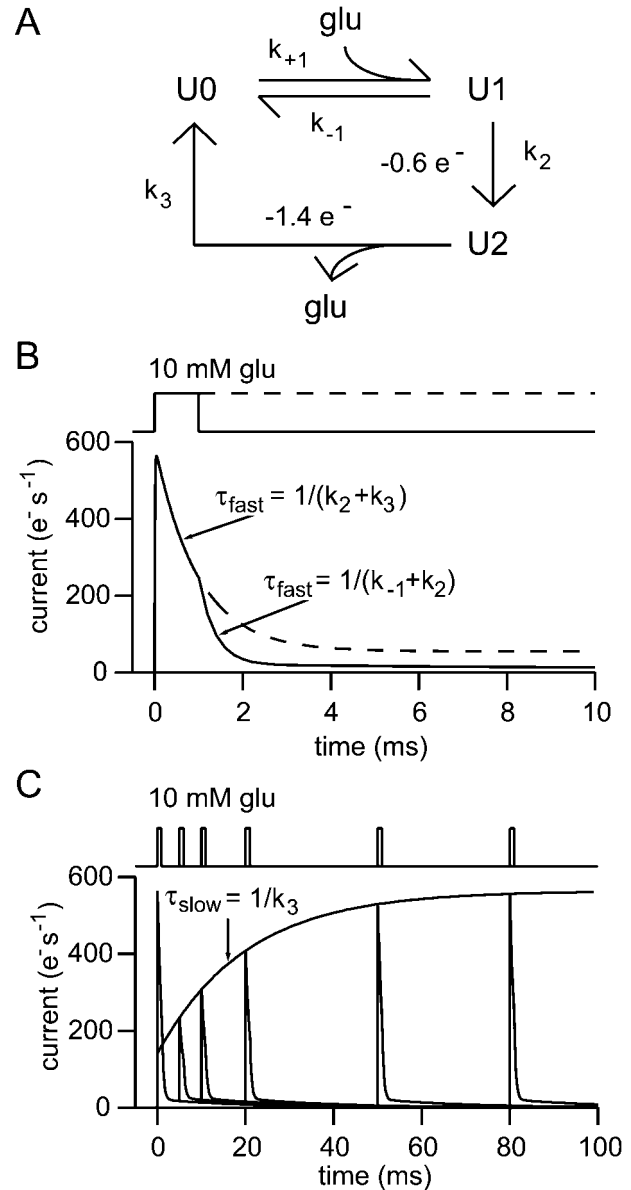 A
glu
k+1
U0
U1
k-1
-0.6 e-
k2
k3
-1.4 e-
U2
glu
B
10 mM glu
600
τfast = 1/(k2+k3)
400
τfast= 1/(k-1+k2)
200
0
current (e- s-1)
0 2 4 6 8 10
time (ms)
C
10 mM glu
600
τslow= 1/k3
400
200
0
current (e- s-1)
0 20 40 60 80 100
time (ms)